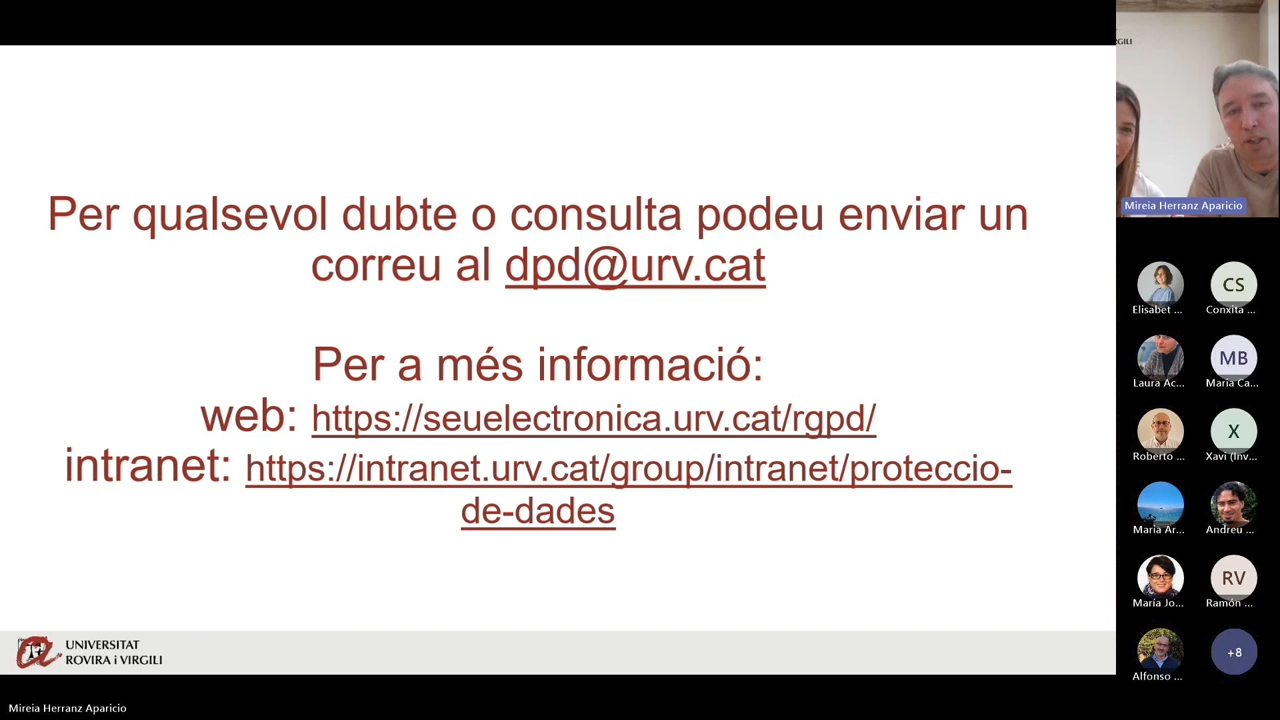 Per qualsevol dubte o consulta podeu enviar un
correu al dpd@urv.cat
Per a més informació:
web: https://seuelectronica.urv.cat/rgpd/
intranet: https://intranet.urv.cat/group/intranet/proteccio-
de-dades
UNIVERSITAT
ROVIRA i VIRGILI
Mireia Herranz Aparicio
VIRGILI
Mireia Herranz Aparicio
CS
Elisabet ...
Conxita ...
MB
Laura Ac...
Maria Ca...
X
Roberto ...
Xavi (Inv...
Maria Ar...
Andreu ...
RV
María Jo...
Ramón ...
+8
Alfonso ...